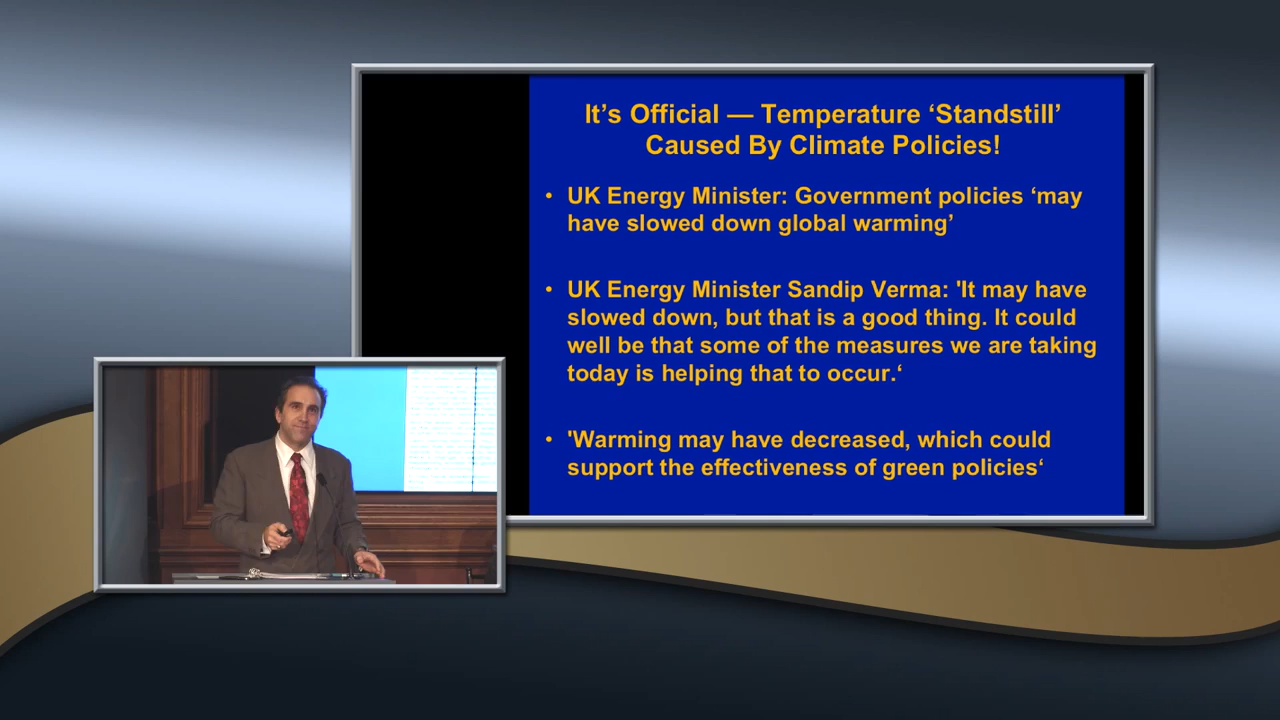 It’s Official — Temperature ‘Standstill’
Caused By Climate Policies!
• UK Energy Minister: Government policies ‘may
have slowed down global warming’
• UK Energy Minister Sandip Verma: 'It may have
slowed down, but that is a good thing. It could
well be that some of the measures we are taking
today is helping that to occur.‘
• 'Warming may have decreased, which could
support the effectiveness of green policies‘